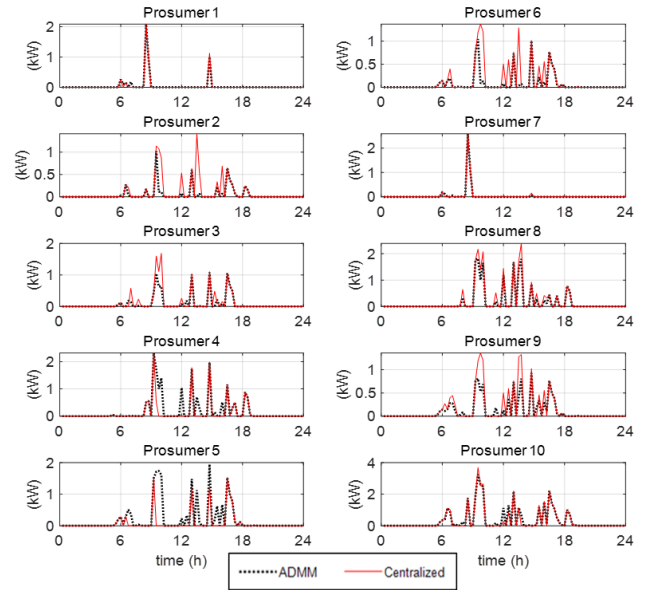 Prosumer 1
(kW)
2
1
0
0 6 12 18 24
Prosumer 2
(kW)
1
0.5
0
0 6 12 18 24
Prosumer 3
(kW)
2
1
0
0 6 12 18 24
Prosumer 4
(kW)
2
1
0
0 6 12 18 24
Prosumer 5
(kW)
2
1
0
0 6 12 18 24
time (h)
Prosumer 6
(kW)
1
0.5
0
0 6 12 18 24
Prosumer 7
(kW)
2
1
0
0 6 12 18 24
Prosumer 8
(kW)
2
1
0
0 6 12 18 24
Prosumer 9
(kW)
1
0.5
0
0 6 12 18 24
Prosumer 10
(kW)
4
2
0
0 6 12 18 24
time (h)
ADMM Centralized